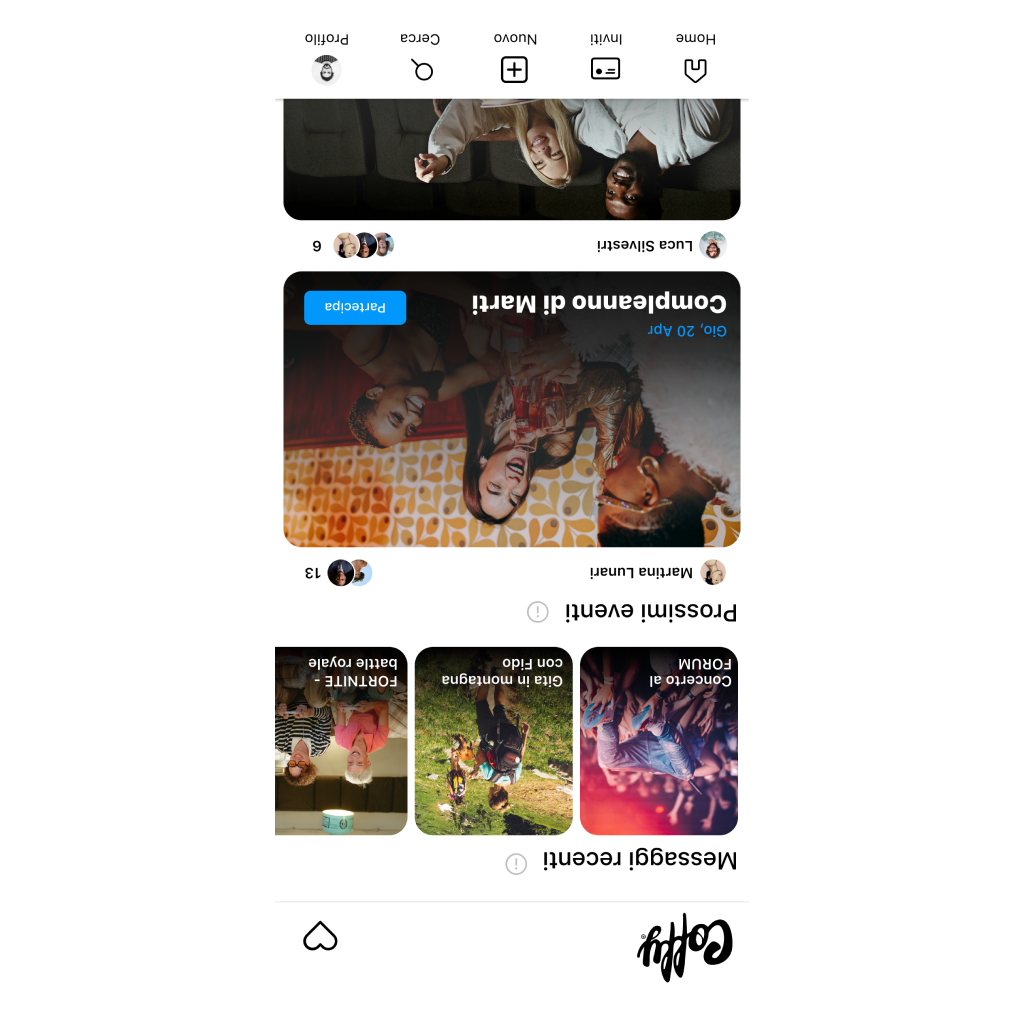 Coffy®
Messaggi recenti
Concerto al
FORUM
Gita in montagna
con Fido
FORTNITE -
battle royale
Prossimi eventi
Martina Lunari
13
Gio, 20 Apr
Compleanno di Marti
Partecipa
Luca Silvestri
6
Home
Inviti
Nuovo
Cerca
Profilo